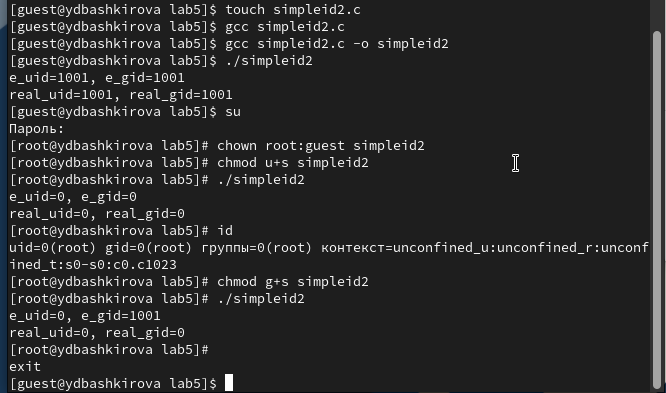 [guest@ydbashkirova lab5]$ touch simpleid2.c
[guest@ydbashkirova lab5]$ gcc simpleid2.c
[guest@ydbashkirova lab5]$ gcc simpleid2.c -o simpleid2
[guest@ydbashkirova lab5]$ ./simpleid2
e_uid=1001, e_gid=1001
real_uid=1001, real_gid=1001
[guest@ydbashkirova lab5]$ su
Пароль:
[root@ydbashkirova lab5]# chown root:guest simpleid2
[root@ydbashkirova lab5]# chmod u+s simpleid2
[root@ydbashkirova lab5]# ./simpleid2
e_uid=0, e_gid=0
real_uid=0, real_gid=0
[root@ydbashkirova lab5]# id
uid=0(root) gid=0(root) группы=0(root) контекст=unconfined_u:unconfined_r:unconf
ined_t:s0-s0:c0.c1023
[root@ydbashkirova lab5]# chmod g+s simpleid2
[root@ydbashkirova lab5]# ./simpleid2
e_uid=0, e_gid=1001
real_uid=0, real_gid=0
[root@ydbashkirova lab5]#
exit
[guest@ydbashkirova lab5]$